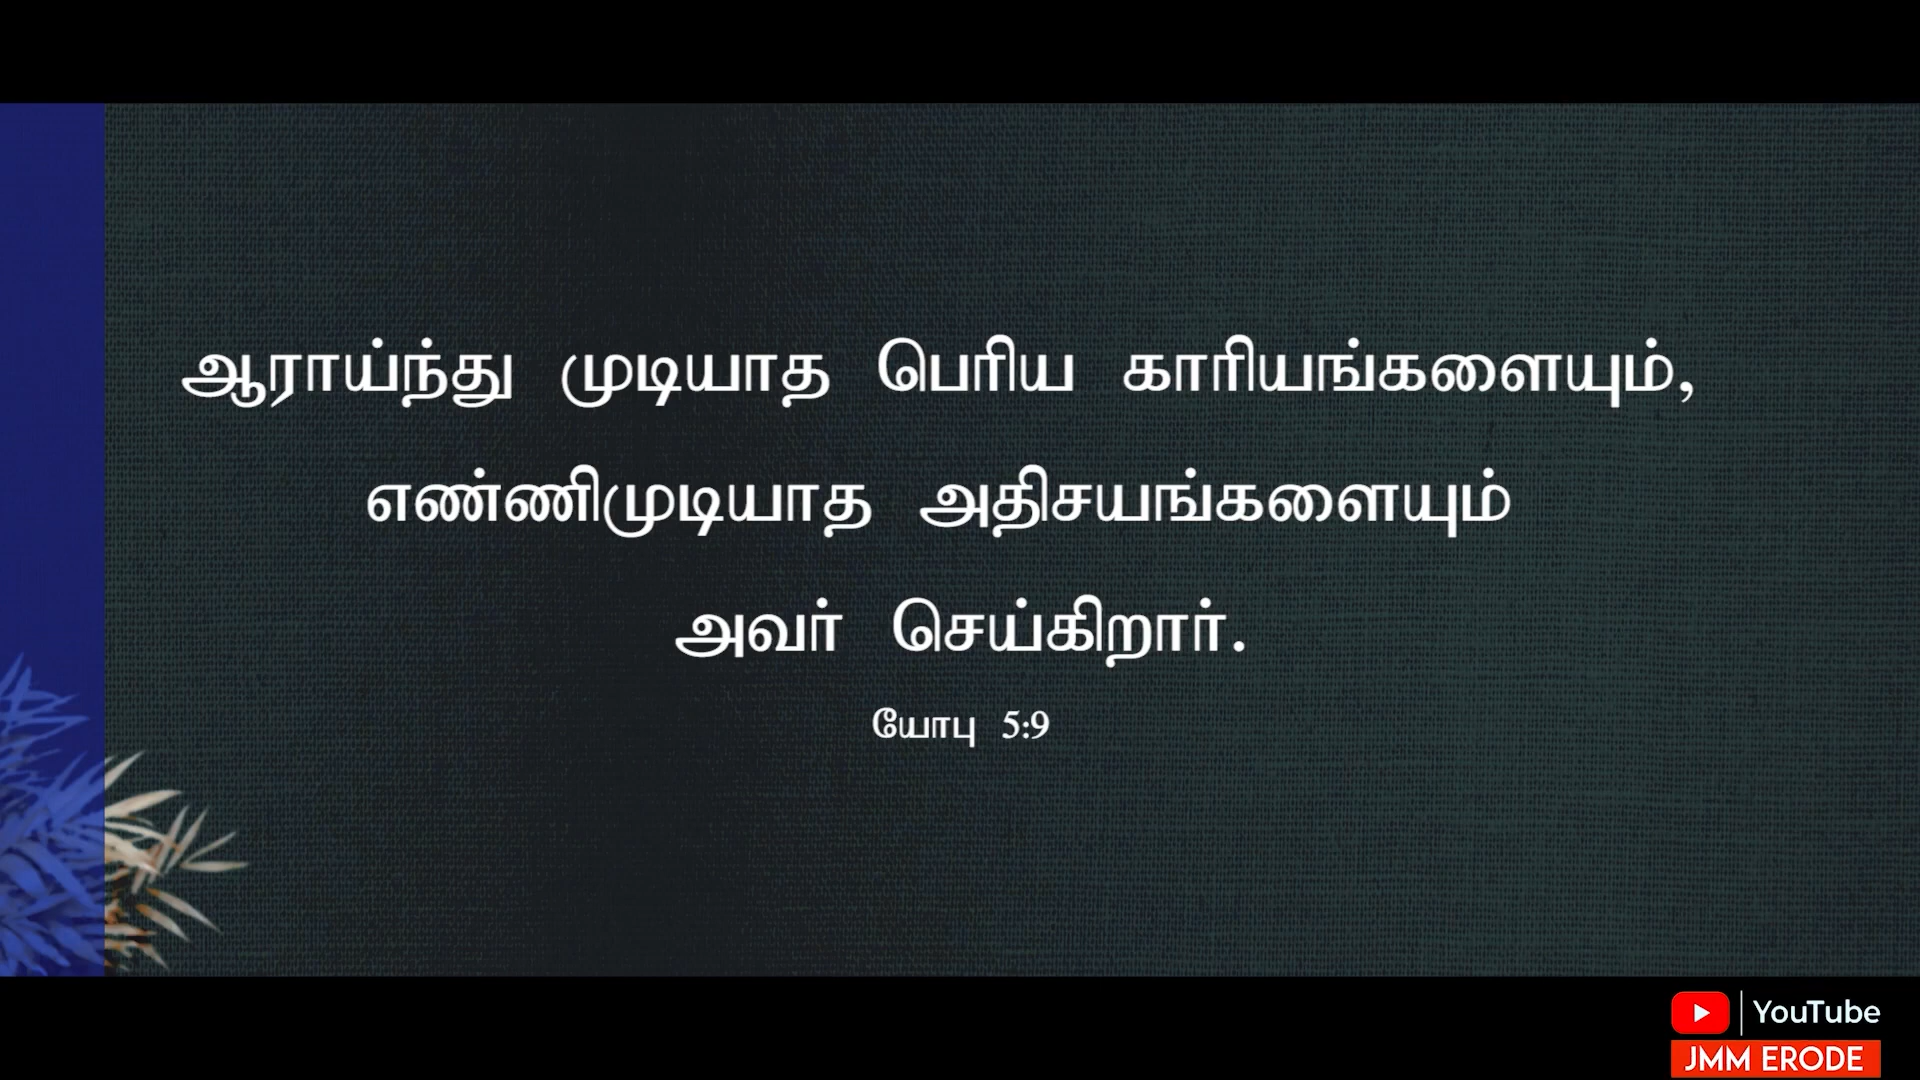 ஆராய்ந்து முடியாத பெரிய காரியங்களையும்,
எண்ணிமுடியாத அதிசயங்களையும்
அவர் செய்கிறார்.
யோபு 5:9
YouTube
JMM ERODE